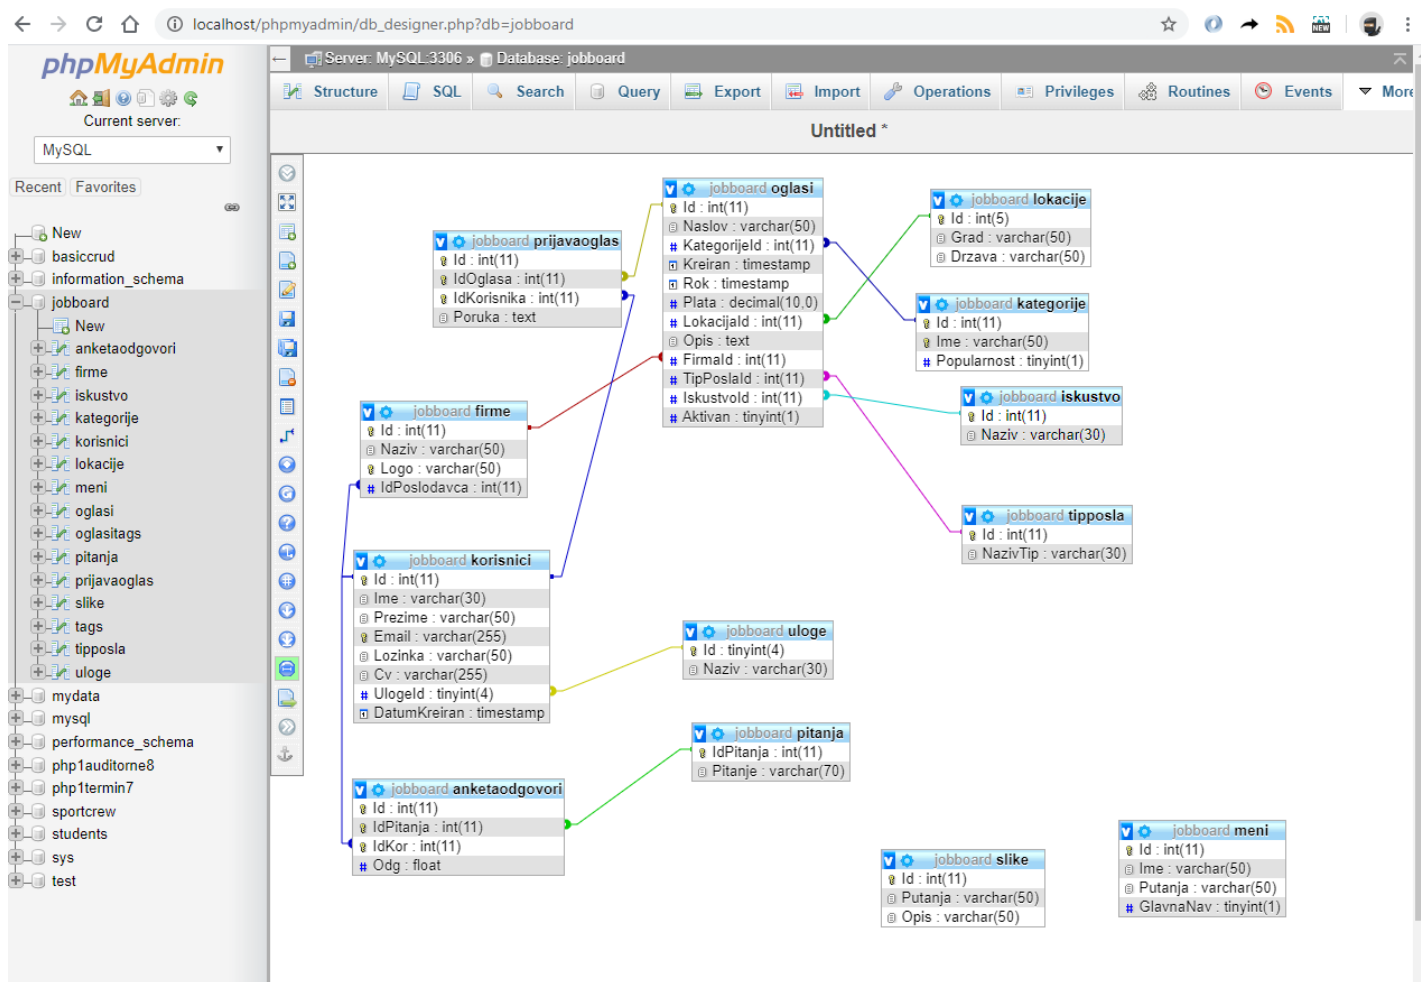 localhost/phpmyadmin/db_designer.php?db=jobboard
NEW
phpMyAdmin
Current server:
MySQL
Recent Favorites
New
basiccrud
information_schema
jobboard
New
anketaodgovori
firme
iskustvo
kategorije
korisnici
lokacije
meni
oglasi
oglasitags
pitanja
prijavaoglas
slike
tags
tipposla
uloge
mydata
mysql
performance_schema
php1auditorne8
php1termin7
sportcrew
students
sys
test
Server: MySQL:3306 » Database: jobboard
Structure SQL Search Query Export Import Operations Privileges Routines Events More
Untitled *
jobboard prijavaoglas
Id : int(11)
IdOglasa : int(11)
IdKorisnika : int(11)
Poruka : text
jobboard oglasi
Id : int(11)
Naslov : varchar(50)
KategorijeId : int(11)
Kreiran : timestamp
Rok : timestamp
Plata : decimal(10,0)
LokacijaId : int(11)
Opis : text
FirmaId : int(11)
TipPoslaId : int(11)
IskustvoId : int(11)
Aktivan : tinyint(1)
jobboard lokacije
Id : int(5)
Grad : varchar(50)
Drzava : varchar(50)
jobboard kategorije
Id : int(11)
Ime : varchar(50)
Popularnost : tinyint(1)
jobboard iskustvo
Id : int(11)
Naziv : varchar(30)
jobboard firme
Id : int(11)
Naziv : varchar(50)
Logo : varchar(50)
IdPoslodavca : int(11)
jobboard tipposla
Id : int(11)
NazivTip : varchar(30)
jobboard korisnici
Id : int(11)
Ime : varchar(30)
Prezime : varchar(50)
Email : varchar(255)
Lozinka : varchar(50)
Cv : varchar(255)
UlogeId : tinyint(4)
DatumKreiran : timestamp
jobboard uloge
Id : tinyint(4)
Naziv : varchar(30)
jobboard pitanja
IdPitanja : int(11)
Pitanje : varchar(70)
jobboard anketaodgovori
Id : int(11)
IdPitanja : int(11)
IdKor : int(11)
Odg : float
jobboard slike
Id : int(11)
Putanja : varchar(50)
Opis : varchar(50)
jobboard meni
Id : int(11)
Ime : varchar(50)
Putanja : varchar(50)
GlavnaNav : tinyint(1)